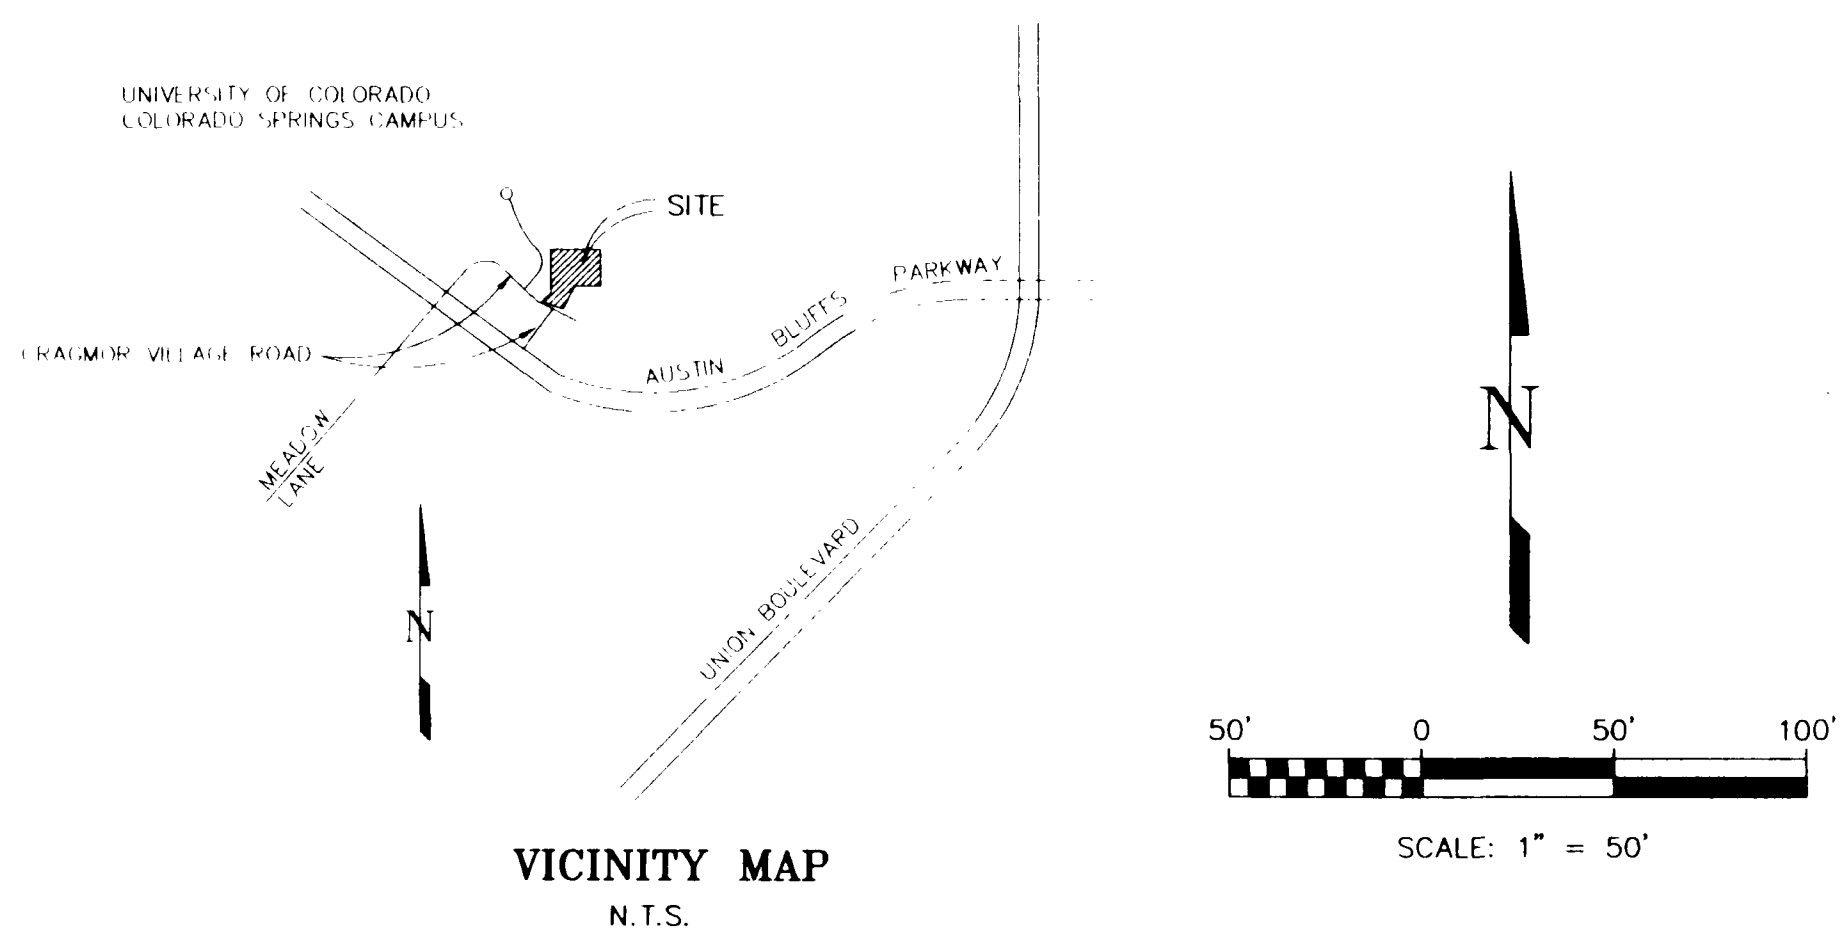 UNIVERSITY OF COLORADO
COLORADO SPRINGS CAMPUS
SITE
CRAGMOR VILLAGE ROAD
MEADOW
LANE
AUSTIN BLUFFS PARKWAY
UNION BOULEVARD
N
N
50' 0 50' 100'
SCALE: 1" = 50'
VICINITY MAP
N.T.S.